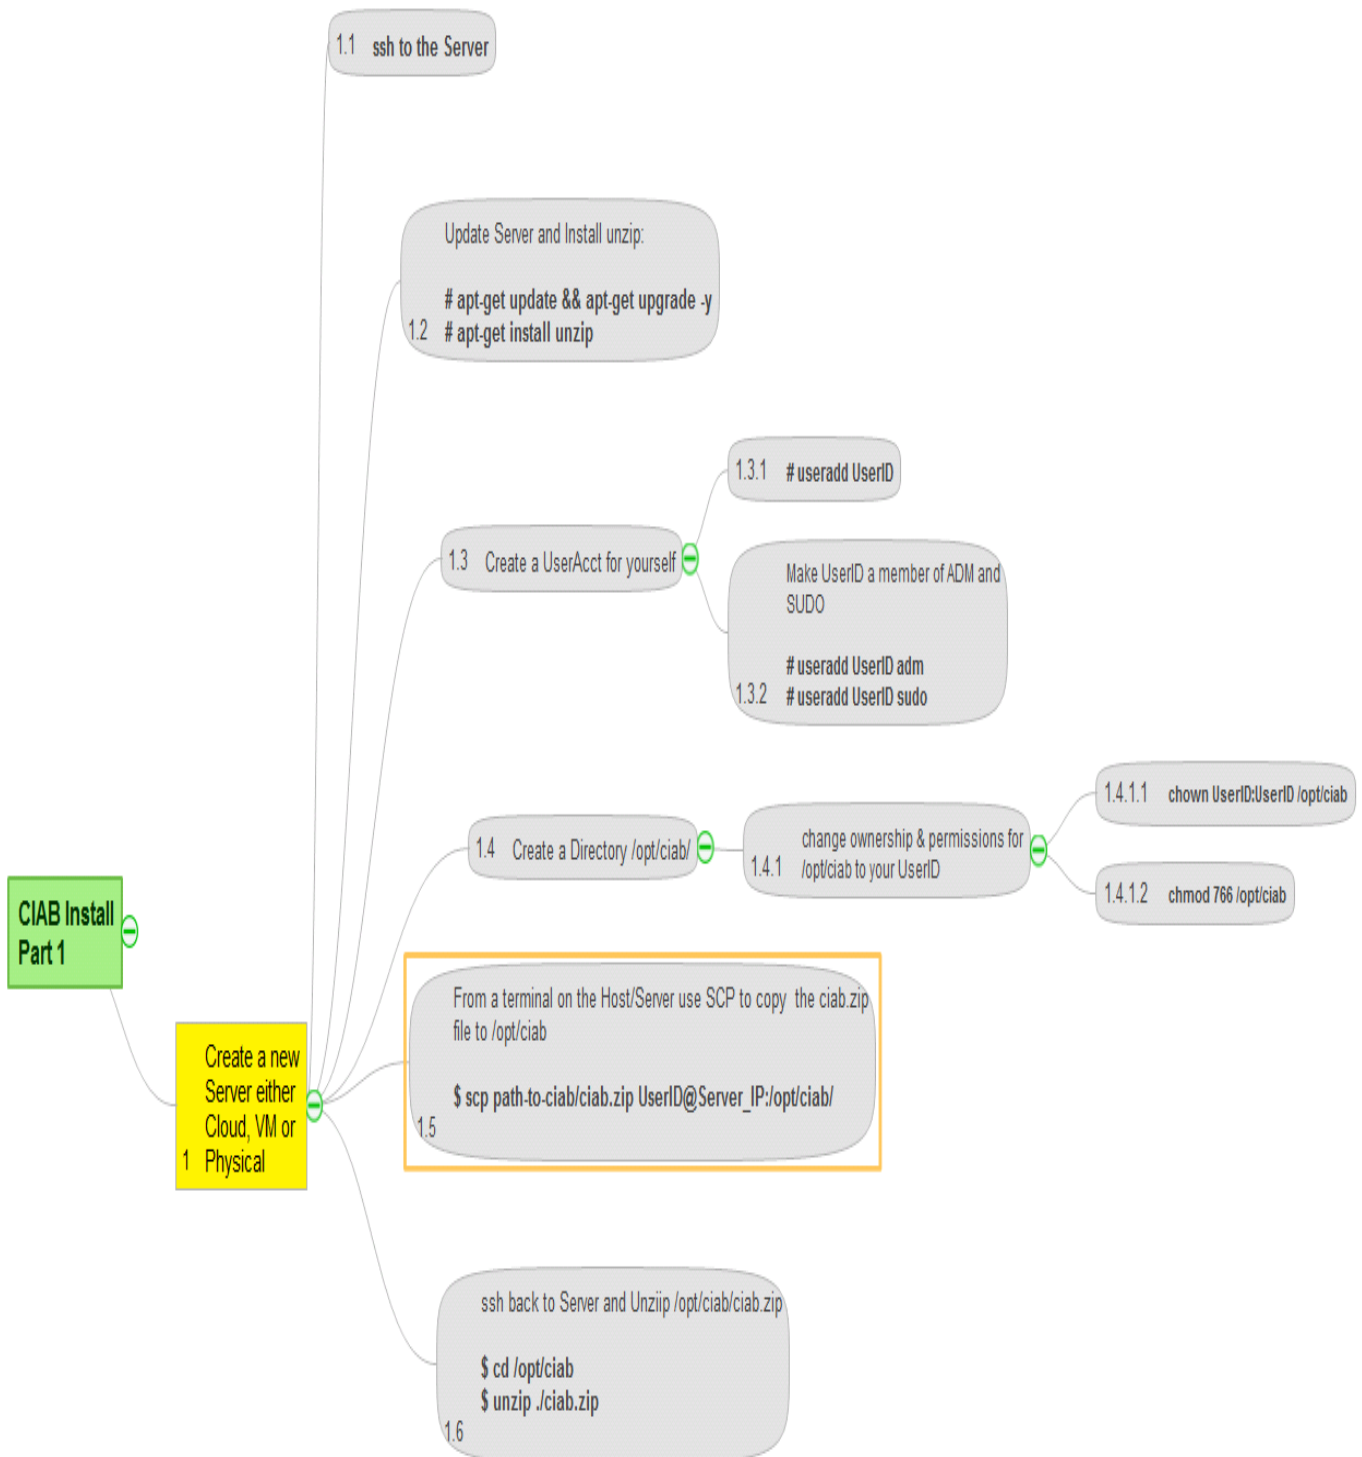 CIAB Install
Part 1
1
Create a new
Server either
Cloud, VM or
Physical
1.1 ssh to the Server
1.2
Update Server and Install unzip:
# apt-get update && apt-get upgrade -y
# apt-get install unzip
1.3 Create a UserAcct for yourself
1.3.1 # useradd UserID
1.3.2
Make UserID a member of ADM and
SUDO
# useradd UserID adm
# useradd UserID sudo
1.4 Create a Directory /opt/ciab/
1.4.1
change ownership & permissions for
/opt/ciab to your UserID
1.4.1.1 chown UserID:UserID /opt/ciab
1.4.1.2 chmod 766 /opt/ciab
1.5
From a terminal on the Host/Server use SCP to copy the ciab.zip
file to /opt/ciab
$ scp path-to-ciab/ciab.zip UserID@Server_IP:/opt/ciab/
1.6
ssh back to Server and Unziip /opt/ciab/ciab.zip
$ cd /opt/ciab
$ unzip ./ciab.zip